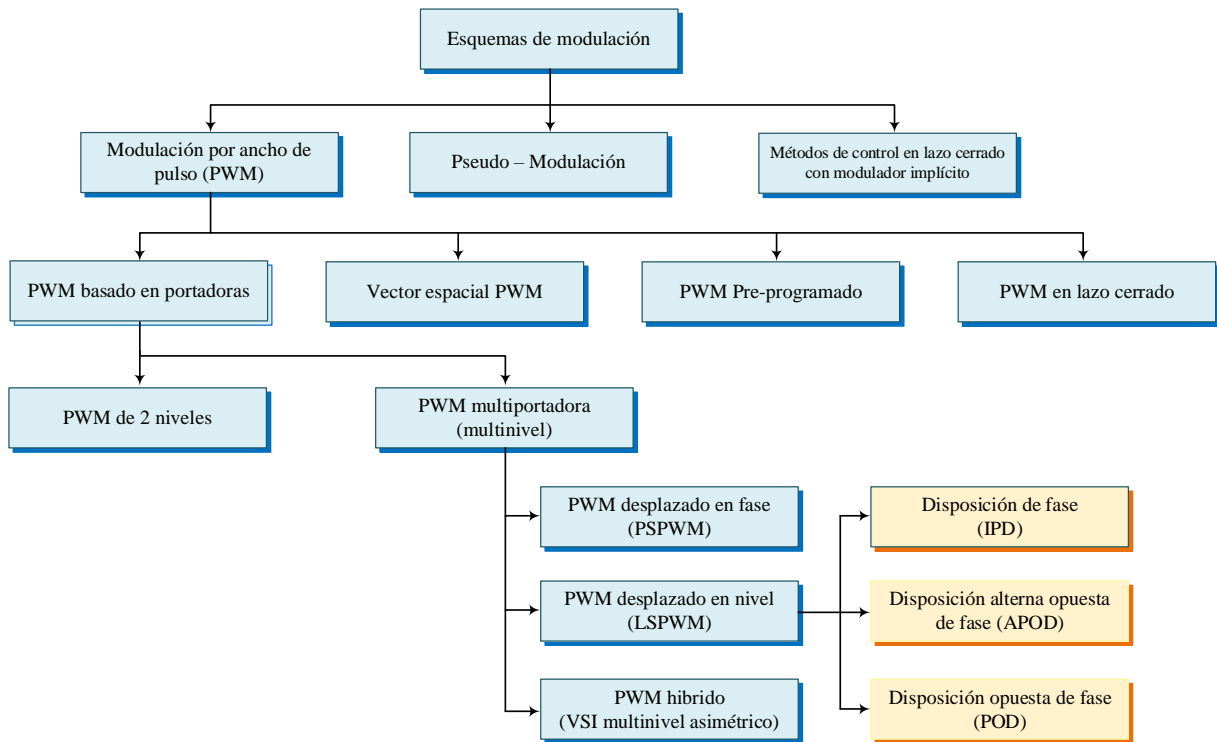 Esquemas de modulación
Modulación por ancho de
pulso (PWM)
Pseudo – Modulación
Métodos de control en lazo cerrado
con modulador implícito
PWM basado en portadoras
Vector espacial PWM
PWM Pre-programado
PWM en lazo cerrado
PWM de 2 niveles
PWM multiportadora
(multinivel)
PWM desplazado en fase
(PSPWM)
Disposición de fase
(IPD)
PWM desplazado en nivel
(LSPWM)
Disposición alterna opuesta
de fase (APOD)
PWM hibrido
(VSI multinivel asimétrico)
Disposición opuesta de fase
(POD)